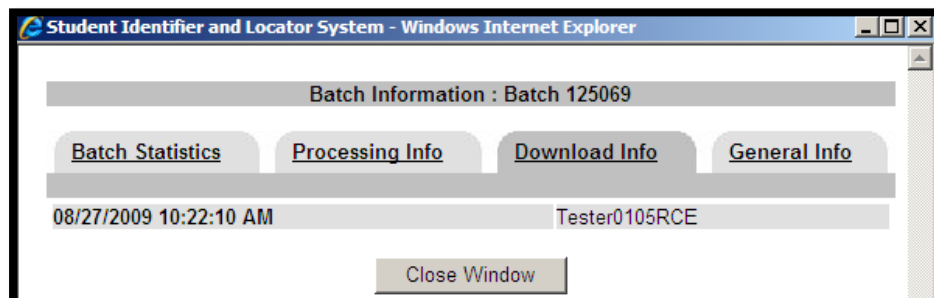 Student Identifier and Locator System - Windows Internet Explorer
Batch Information : Batch 125069
Batch Statistics Processing Info Download Info General Info
08/27/2009 10:22:10 AM Tester0105RCE
Close Window